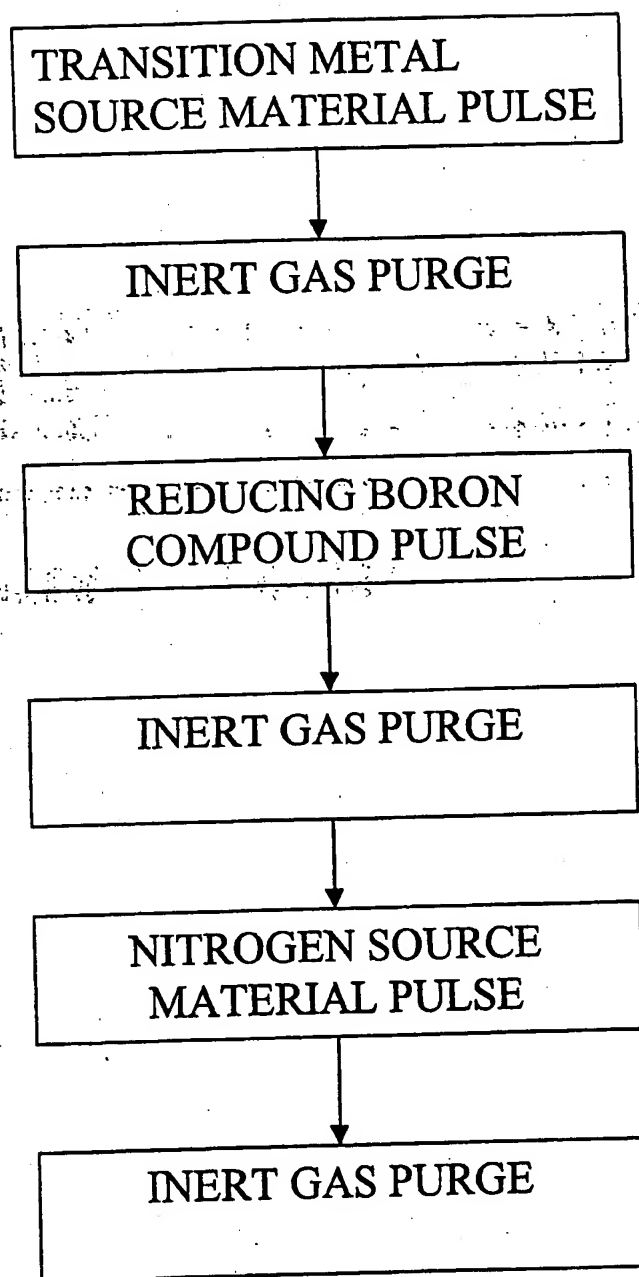 TRANSITION METAL
SOURCE MATERIAL PULSE
INERT GAS PURGE
REDUCING BORON
COMPOUND PULSE
INERT GAS PURGE
NITROGEN SOURCE
MATERIAL PULSE
INERT GAS PURGE